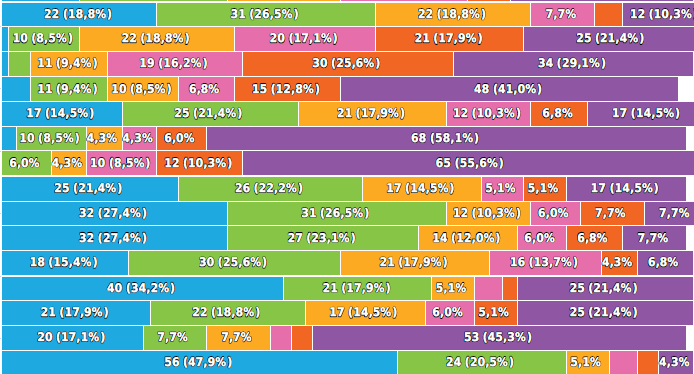 22 (18,8%) 31 (26,5%) 22 (18,8%) 7,7% 12 (10,3%
10 (8,5%) 22 (18,8%) 20 (17,1%) 21 (17,9%) 25 (21,4%)
11 (9,4%) 19 (16,2%) 30 (25,6%) 34 (29,1%)
11 (9,4%) 10 (8,5%) 6,8% 15 (12,8%) 48 (41,0%)
17 (14,5%) 25 (21,4%) 21 (17,9%) 12 (10,3%) 6,8% 17 (14,5%)
10 (8,5%) 4,3% 4,3% 6,0% 68 (58,1%)
6,0% 4,3% 10 (8,5%) 12 (10,3%) 65 (55,6%)
25 (21,4%) 26 (22,2%) 17 (14,5%) 5,1% 5,1% 17 (14,5%)
32 (27,4%) 31 (26,5%) 12 (10,3%) 6,0% 7,7% 7,7%
32 (27,4%) 27 (23,1%) 14 (12,0%) 6,0% 6,8% 7,7%
18 (15,4%) 30 (25,6%) 21 (17,9%) 16 (13,7%) 4,3% 6,8%
40 (34,2%) 21 (17,9%) 5,1% 25 (21,4%)
21 (17,9%) 22 (18,8%) 17 (14,5%) 6,0% 5,1% 25 (21,4%)
20 (17,1%) 7,7% 7,7% 53 (45,3%)
56 (47,9%) 24 (20,5%) 5,1% 4,3%